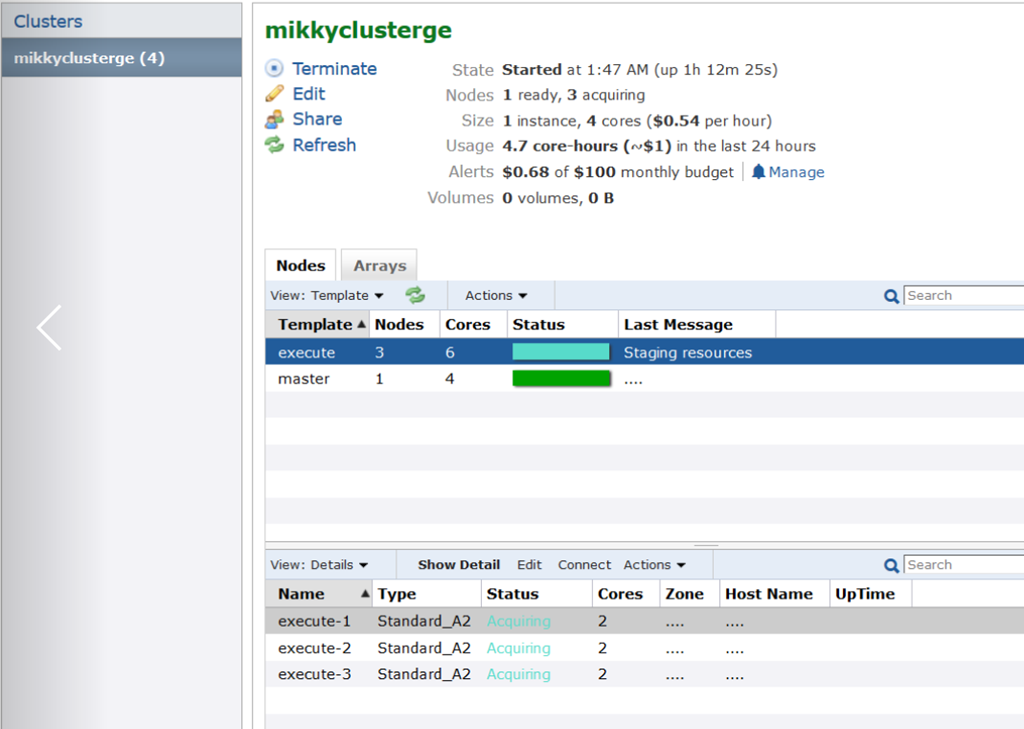 Clusters
mikkyclusterge (4)
mikkyclusterge
Terminate
Edit
Share
Refresh
State Started at 1:47 AM (up 1h 12m 25s)
Nodes 1 ready, 3 acquiring
Size 1 instance, 4 cores ($0.54 per hour)
Usage 4.7 core-hours (~$1) in the last 24 hours
Alerts $0.68 of $100 monthly budget Manage
Volumes 0 volumes, 0 B
Nodes Arrays
View: Template Actions Search
Template Nodes Cores Status Last Message
execute 3 6 Staging resources
master 1 4 ....
View: Details Show Detail Edit Connect Actions Search
Name Type Status Cores Zone Host Name UpTime
execute-1 Standard_A2 Acquiring 2 .... ....
execute-2 Standard_A2 Acquiring 2 .... ....
execute-3 Standard_A2 Acquiring 2 .... ....